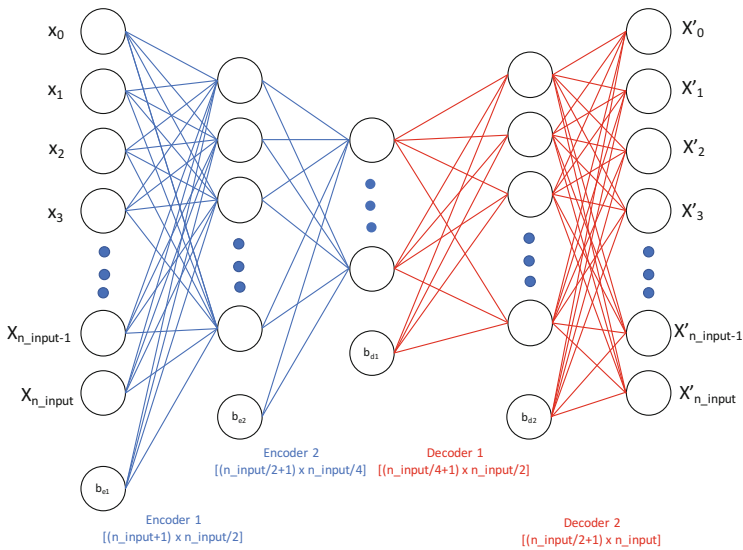 x0
x1
x2
x3
Xn_input-1
Xn_input
be1
be2
bd1
bd2
X'0
X'1
X'2
X'3
X'n_input-1
X'n_input
Encoder 2
[(n_input/2+1) x n_input/4]
Decoder 1
[(n_input/4+1) x n_input/2]
Encoder 1
[(n_input+1) x n_input/2]
Decoder 2
[(n_input/2+1) x n_input]